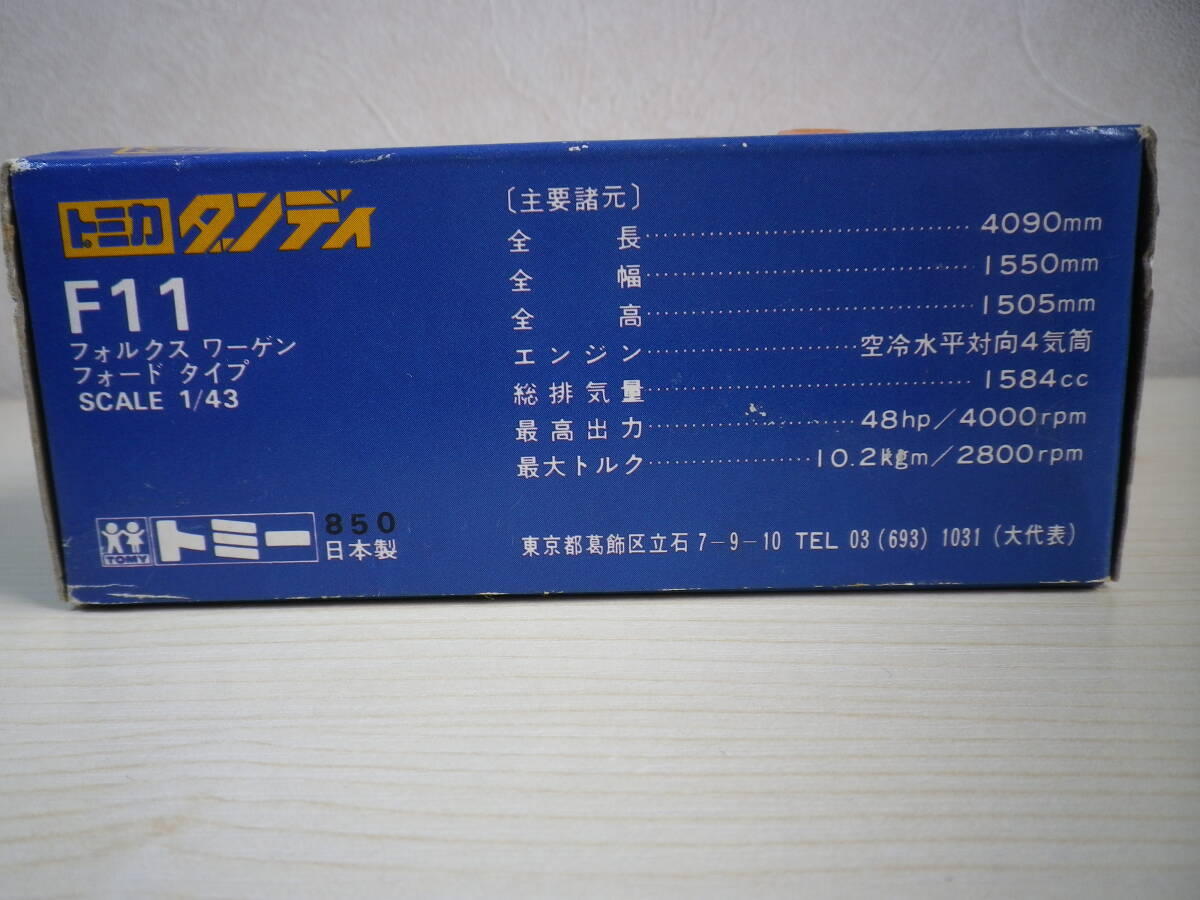 トミカ ダンディ
F11
フォルクス ワーゲン
フォード タイプ
SCALE 1/43
TOMY トミー 850
日本製
〔主要諸元〕
全長 4090mm
全幅 1550mm
全高 1505mm
エンジン 空冷水平対向4気筒
総排気量 1584cc
最高出力 48hp/4000rpm
最大トルク 10.2kgm/2800rpm
東京都葛飾区立石7-9-10 TEL 03(693)1031(大代表)